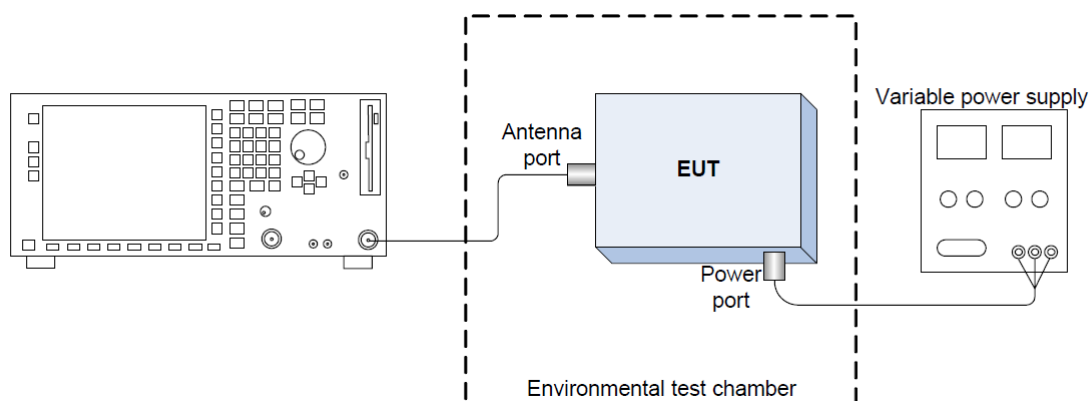 Variable power supply
Antenna
port
EUT
Power
port
Environmental test chamber